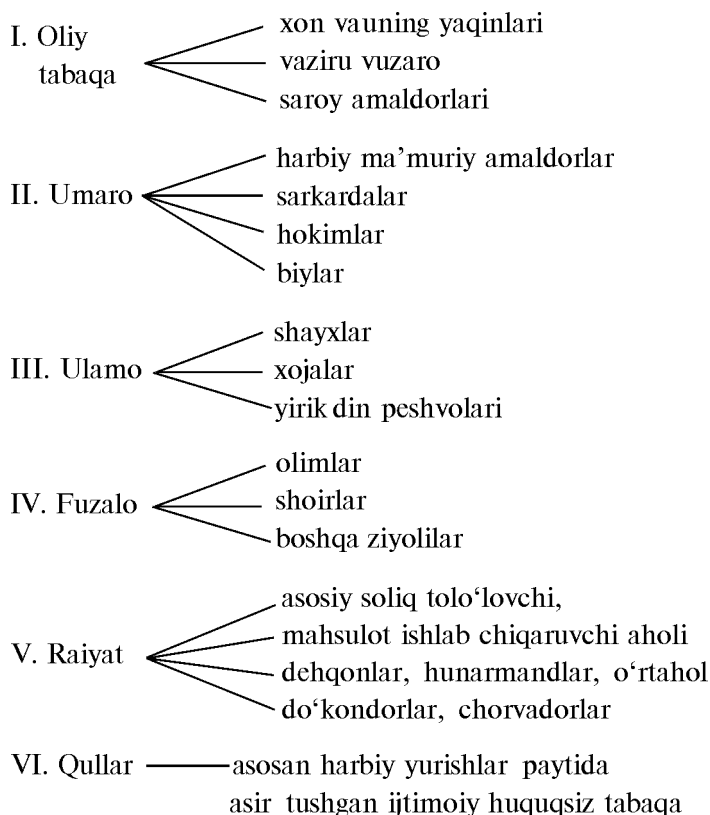 I. Oliy
tabaqa
xon vauning yaqinlari
vaziru vuzaro
saroy amaldorlari
II. Umaro
harbiy ma’muriy amaldorlar
sarkardalar
hokimlar
biylar
III. Ulamo
shayxlar
xojalar
yirik din peshvolari
IV. Fuzalo
olimlar
shoirlar
boshqa ziyolilar
V. Raiyat
asosiy soliq tolo‘lovchi,
mahsulot ishlab chiqaruvchi aholi
dehqonlar, hunarmandlar, o‘rtahol
do‘kondorlar, chorvadorlar
VI. Qullar
asosan harbiy yurishlar paytida
asir tushgan ijtimoiy huquqsiz tabaqa